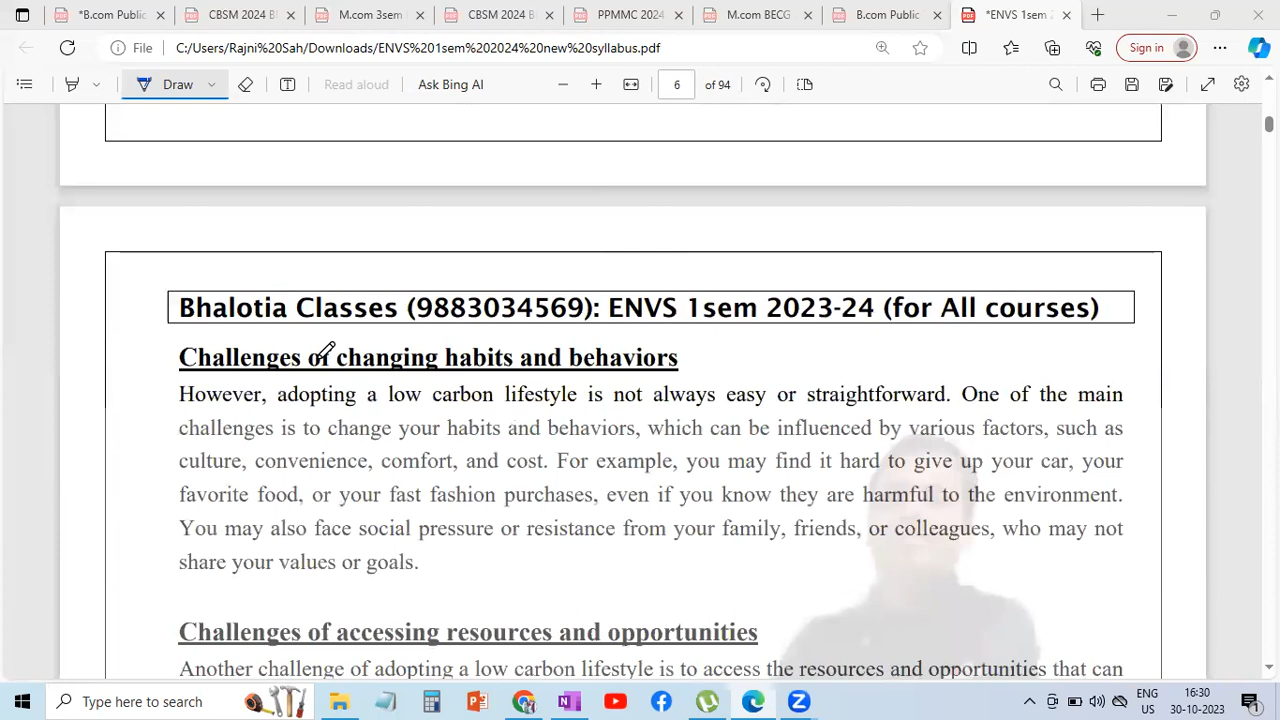 *B.com Public
CBSM 2024
M.com 3sem
CBSM 2024 B
PPMMC 2024
M.com BECG
B.com Public
*ENVS 1sem
File
C:/Users/Rajni%20Sah/Downloads/ENVS%201sem%202024%20new%20syllabus.pdf
Sign in
Draw
Read aloud
Ask Bing AI
6
of 94
Bhalotia Classes (9883034569): ENVS 1sem 2023-24 (for All courses)
Challenges of changing habits and behaviors
However, adopting a low carbon lifestyle is not always easy or straightforward. One of the main
challenges is to change your habits and behaviors, which can be influenced by various factors, such as
culture, convenience, comfort, and cost. For example, you may find it hard to give up your car, your
favorite food, or your fast fashion purchases, even if you know they are harmful to the environment.
You may also face social pressure or resistance from your family, friends, or colleagues, who may not
share your values or goals.
Challenges of accessing resources and opportunities
Another challenge of adopting a low carbon lifestyle is to access the resources and opportunities that can
Type here to search
ENG
US
16:30
30-10-2023